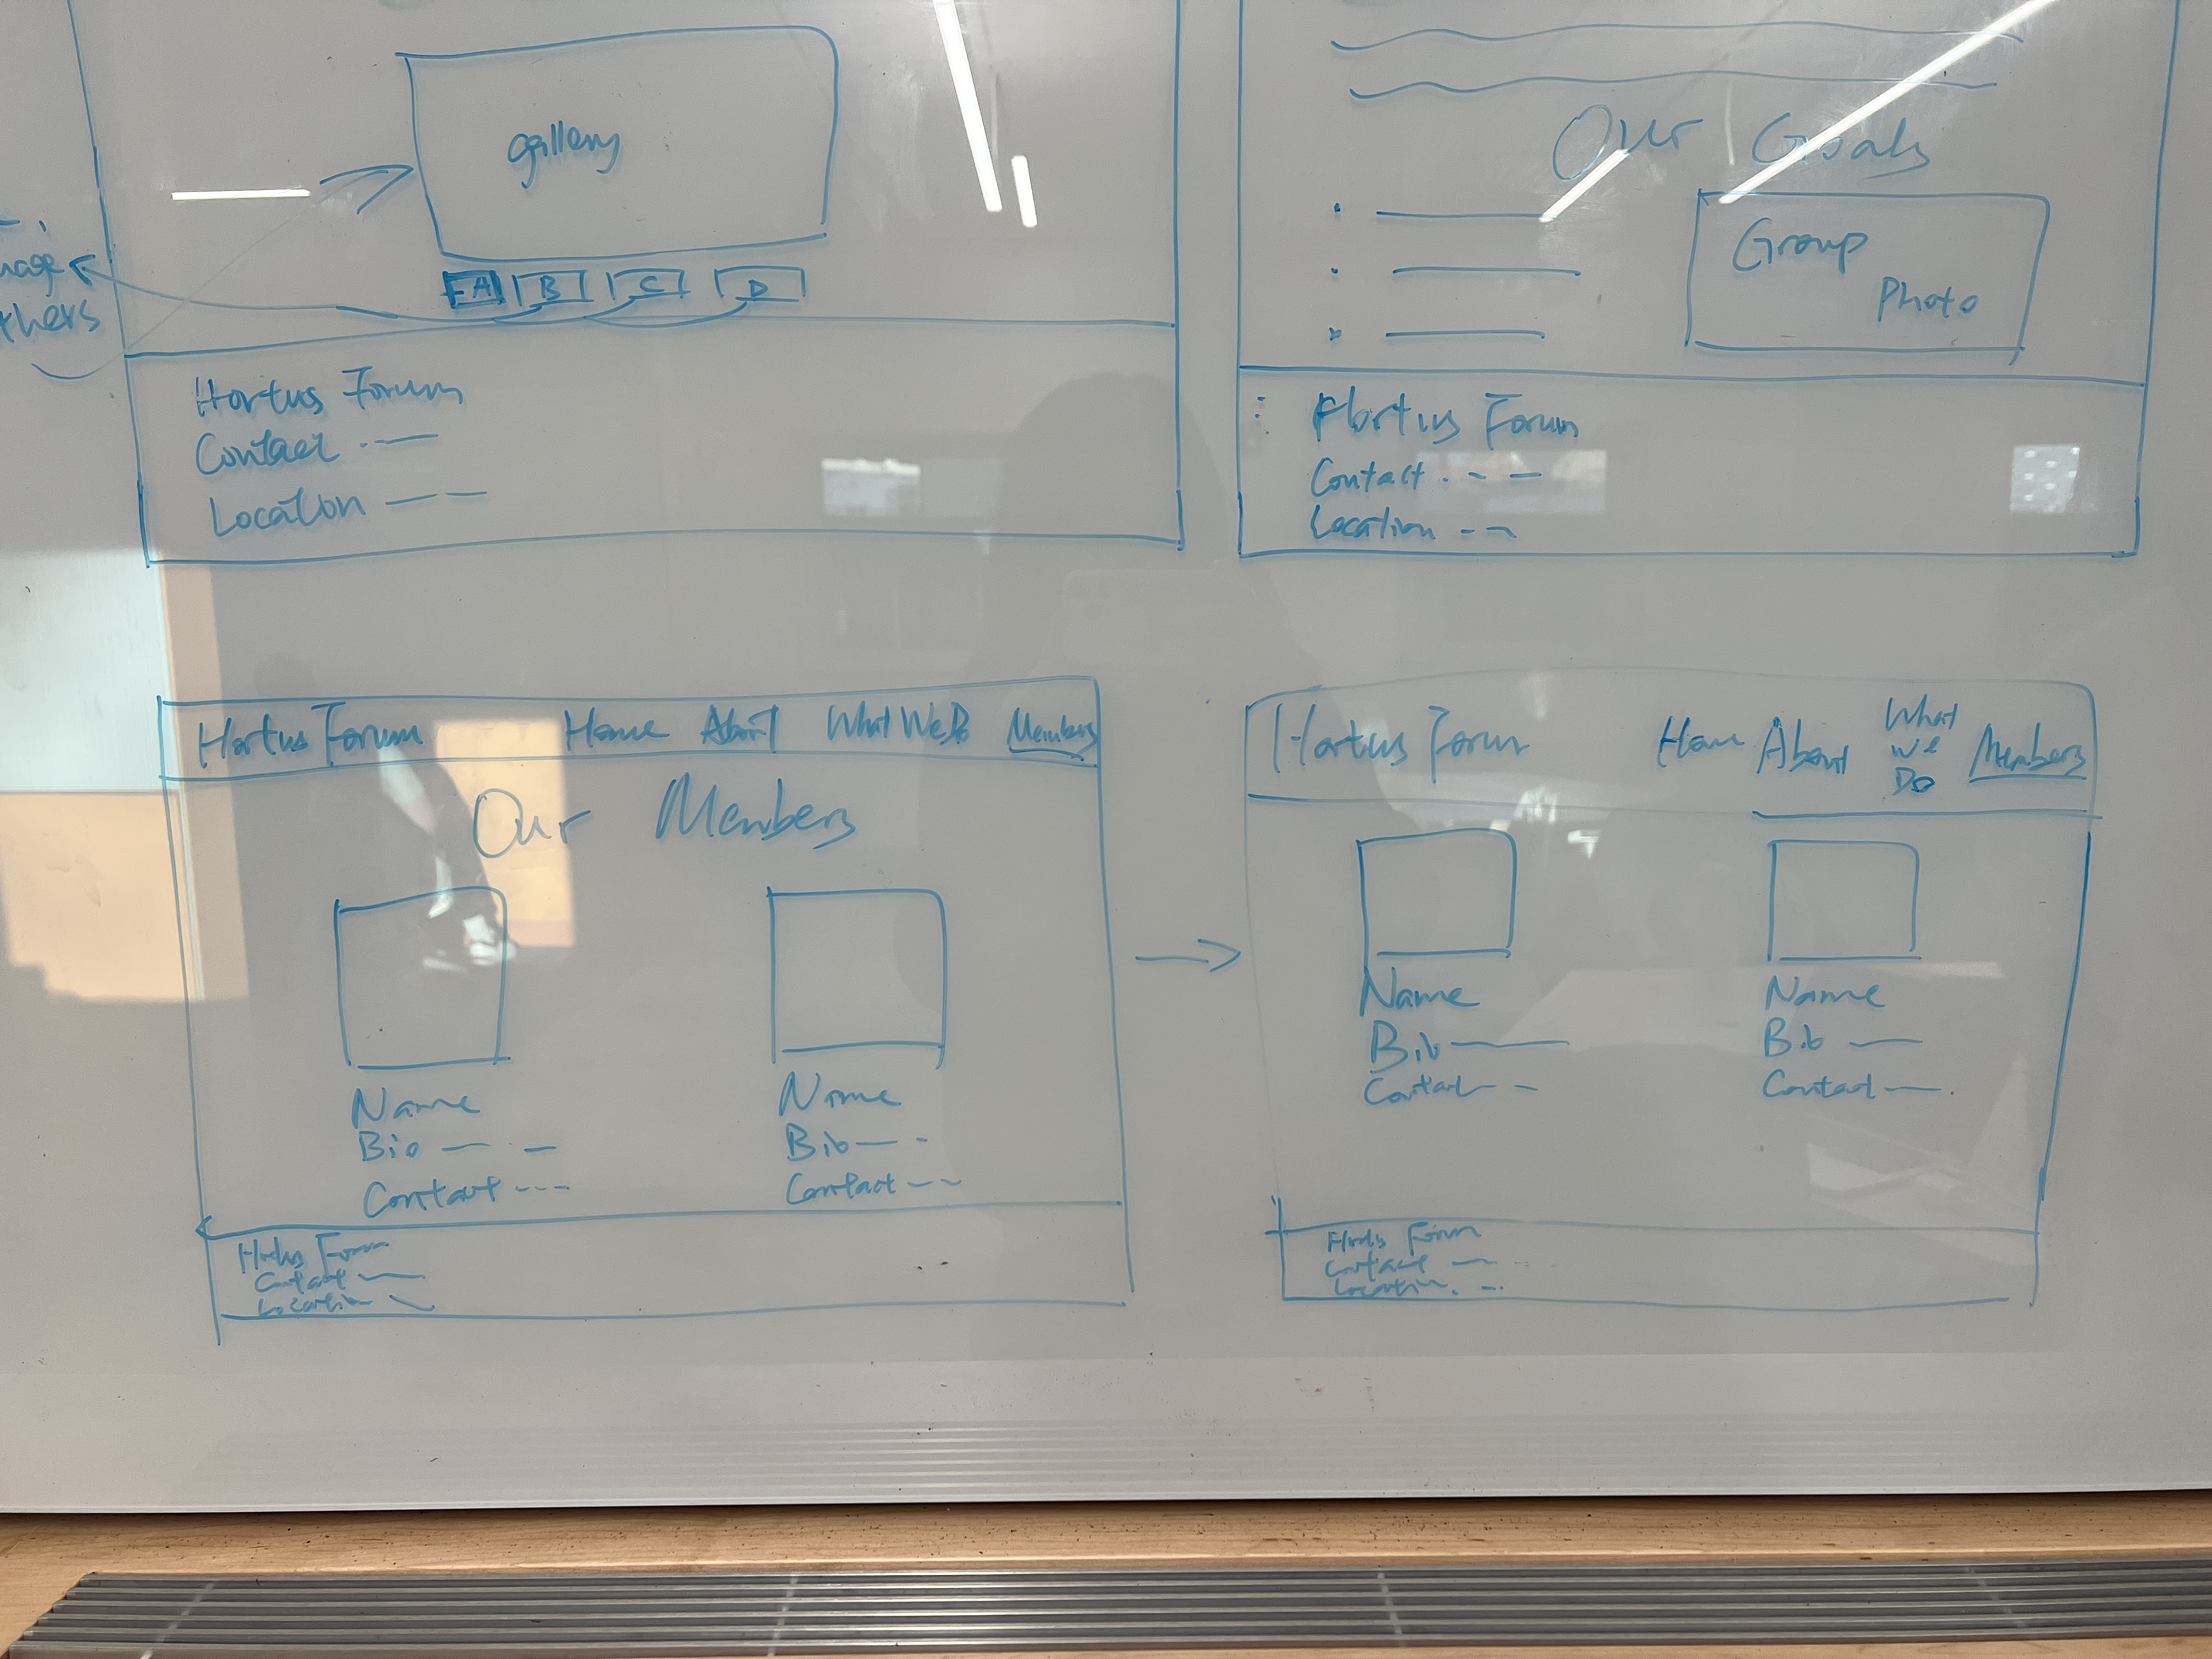 gallery
A B C D
Hortus Forum
Contact
Location
Our Goals
Group
Photo
Hortus Forum
Contact
Location
Hortus Forum Home About What We Do Members
Our Members
Name
Bio
Contact
Name
Bio
Contact
Hortus Forum
Contact
Location
Hortus Forum Home About What We Do Members
Name
Bio
Contact
Name
Bio
Contact
Hortus Forum
Contact
Location